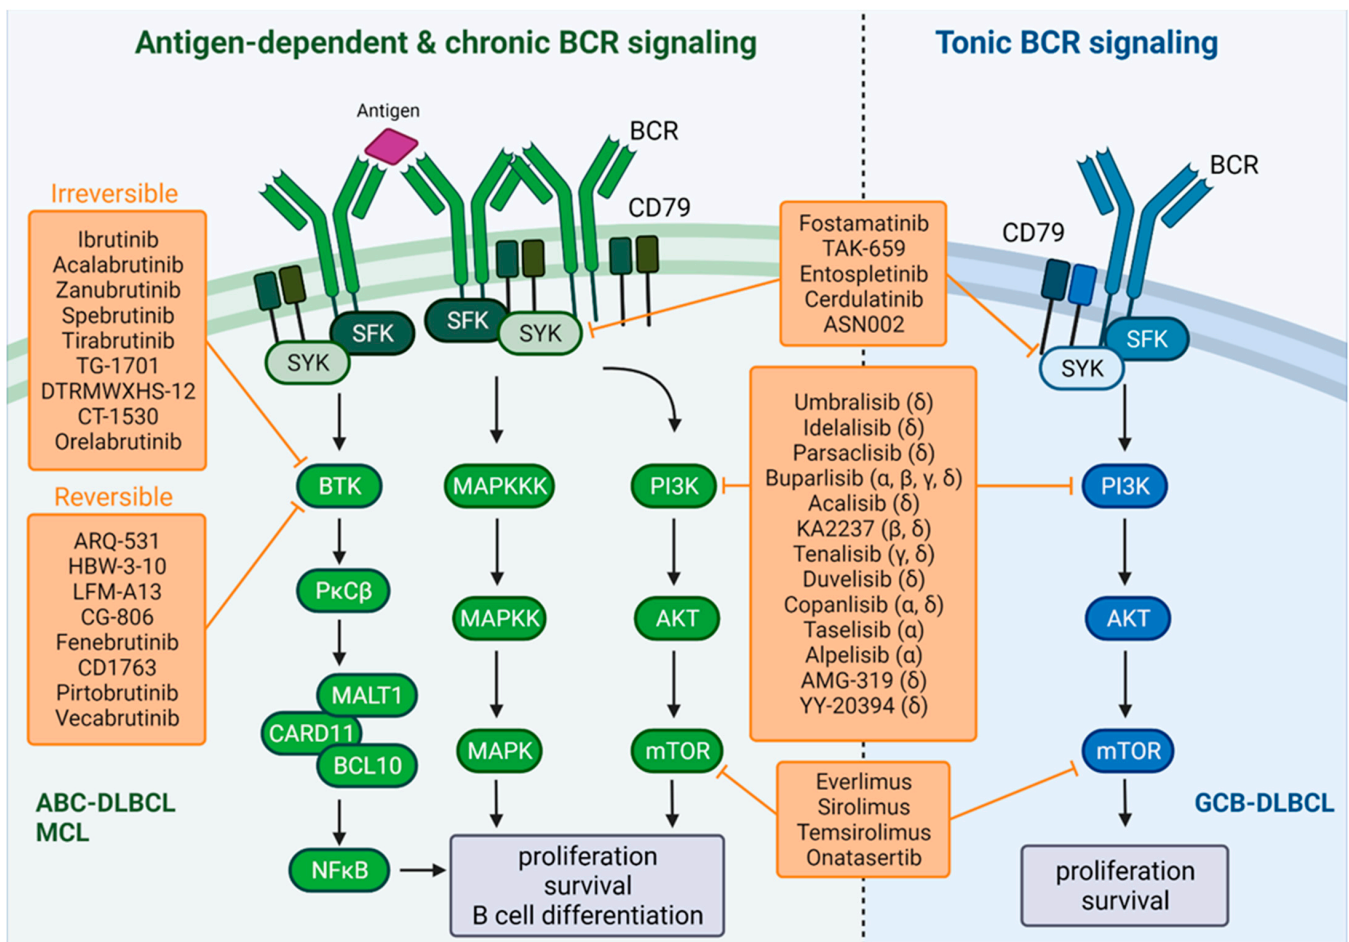 Antigen-dependent & chronic BCR signaling
Tonic BCR signaling
Antigen
BCR
CD79
BCR
CD79
Irreversible
Ibrutinib
Acalabrutinib
Zanubrutinib
Spebrutinib
Tirabrutinib
TG-1701
DTRMWXHS-12
CT-1530
Orelabrutinib
Reversible
ARQ-531
HBW-3-10
LFM-A13
CG-806
Fenebrutinib
CD1763
Pirtobrutinib
Vecabrutinib
SFK
SYK
SFK
SYK
SFK
SYK
Fostamatinib
TAK-659
Entospletinib
Cerdulatinib
ASN002
Umbralisib (δ)
Idelalisib (δ)
Parsaclisib (δ)
Buparlisib (α, β, γ, δ)
Acalisib (δ)
KA2237 (β, δ)
Tenalisib (γ, δ)
Duvelisib (δ)
Copanlisib (α, δ)
Taselisib (α)
Alpelisib (α)
AMG-319 (δ)
YY-20394 (δ)
Everlimus
Sirolimus
Temsirolimus
Onatasertib
BTK
PκCβ
MALT1
CARD11
BCL10
NFκB
MAPKKK
MAPKK
MAPK
PI3K
AKT
mTOR
PI3K
AKT
mTOR
ABC-DLBCL
MCL
GCB-DLBCL
proliferation
survival
B cell differentiation
proliferation
survival